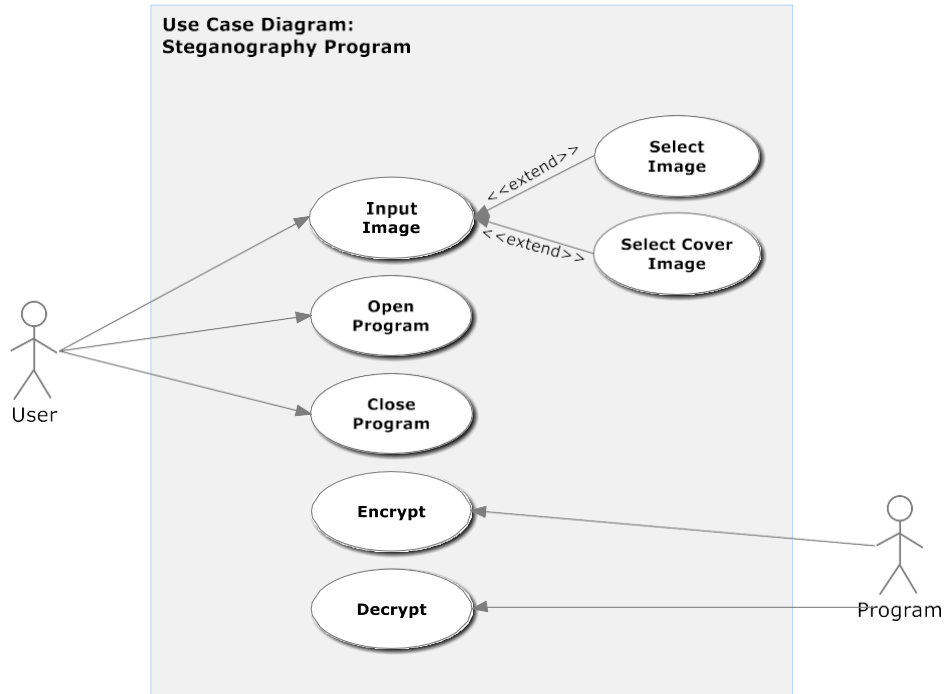 Use Case Diagram:
Steganography Program
Select
Image
<<extend>>
Input
Image
<<extend>>
Select Cover
Image
Open
Program
Close
Program
User
Encrypt
Decrypt
Program